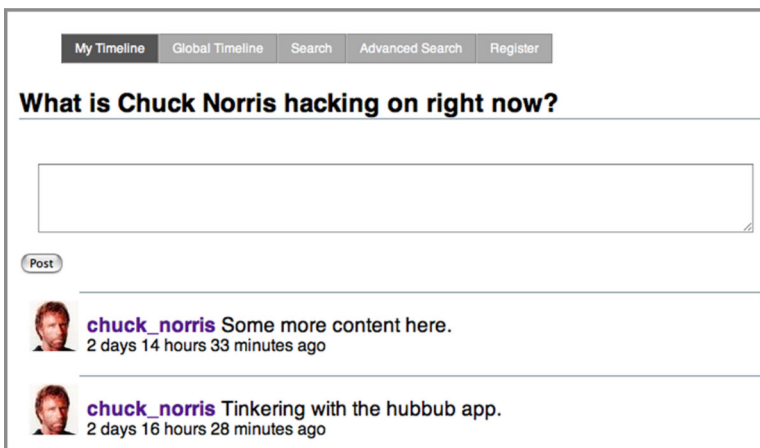 My Timeline Global Timeline Search Advanced Search Register
What is Chuck Norris hacking on right now?
Post
chuck_norris Some more content here.
2 days 14 hours 33 minutes ago
chuck_norris Tinkering with the hubbub app.
2 days 16 hours 28 minutes ago